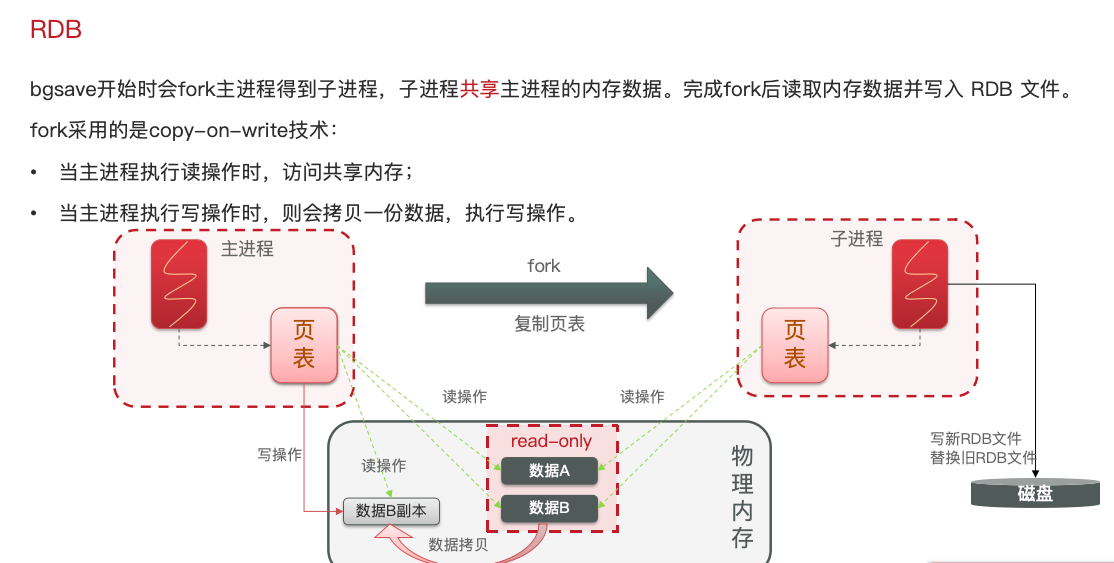 RDB
bgsave开始时会fork主进程得到子进程，子进程共享主进程的内存数据。完成fork后读取内存数据并写入 RDB 文件。
fork采用的是copy-on-write技术：
• 当主进程执行读操作时，访问共享内存；
• 当主进程执行写操作时，则会拷贝一份数据，执行写操作。
主进程
子进程
fork
复制页表
页表
页表
读操作
读操作
写操作
读操作
read-only
数据A
数据B
数据B副本
数据拷贝
物理内存
写新RDB文件
替换旧RDB文件
磁盘